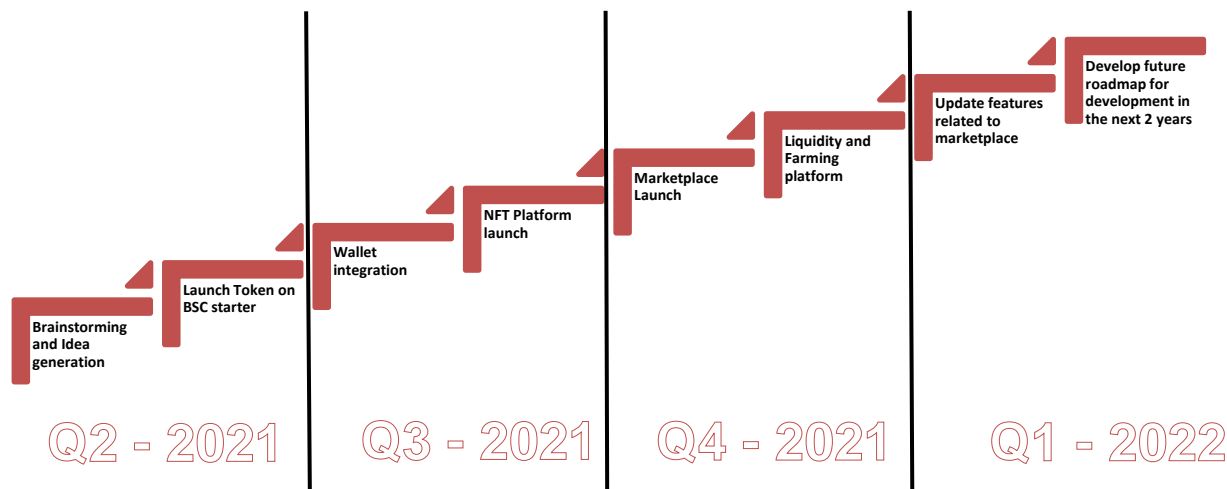 Brainstorming
and Idea
generation
Launch Token on
BSC starter
Wallet
integration
NFT Platform
launch
Marketplace
Launch
Liquidity and
Farming
platform
Update features
related to
marketplace
Develop future
roadmap for
development in
the next 2 years
Q2 - 2021
Q3 - 2021
Q4 - 2021
Q1 - 2022